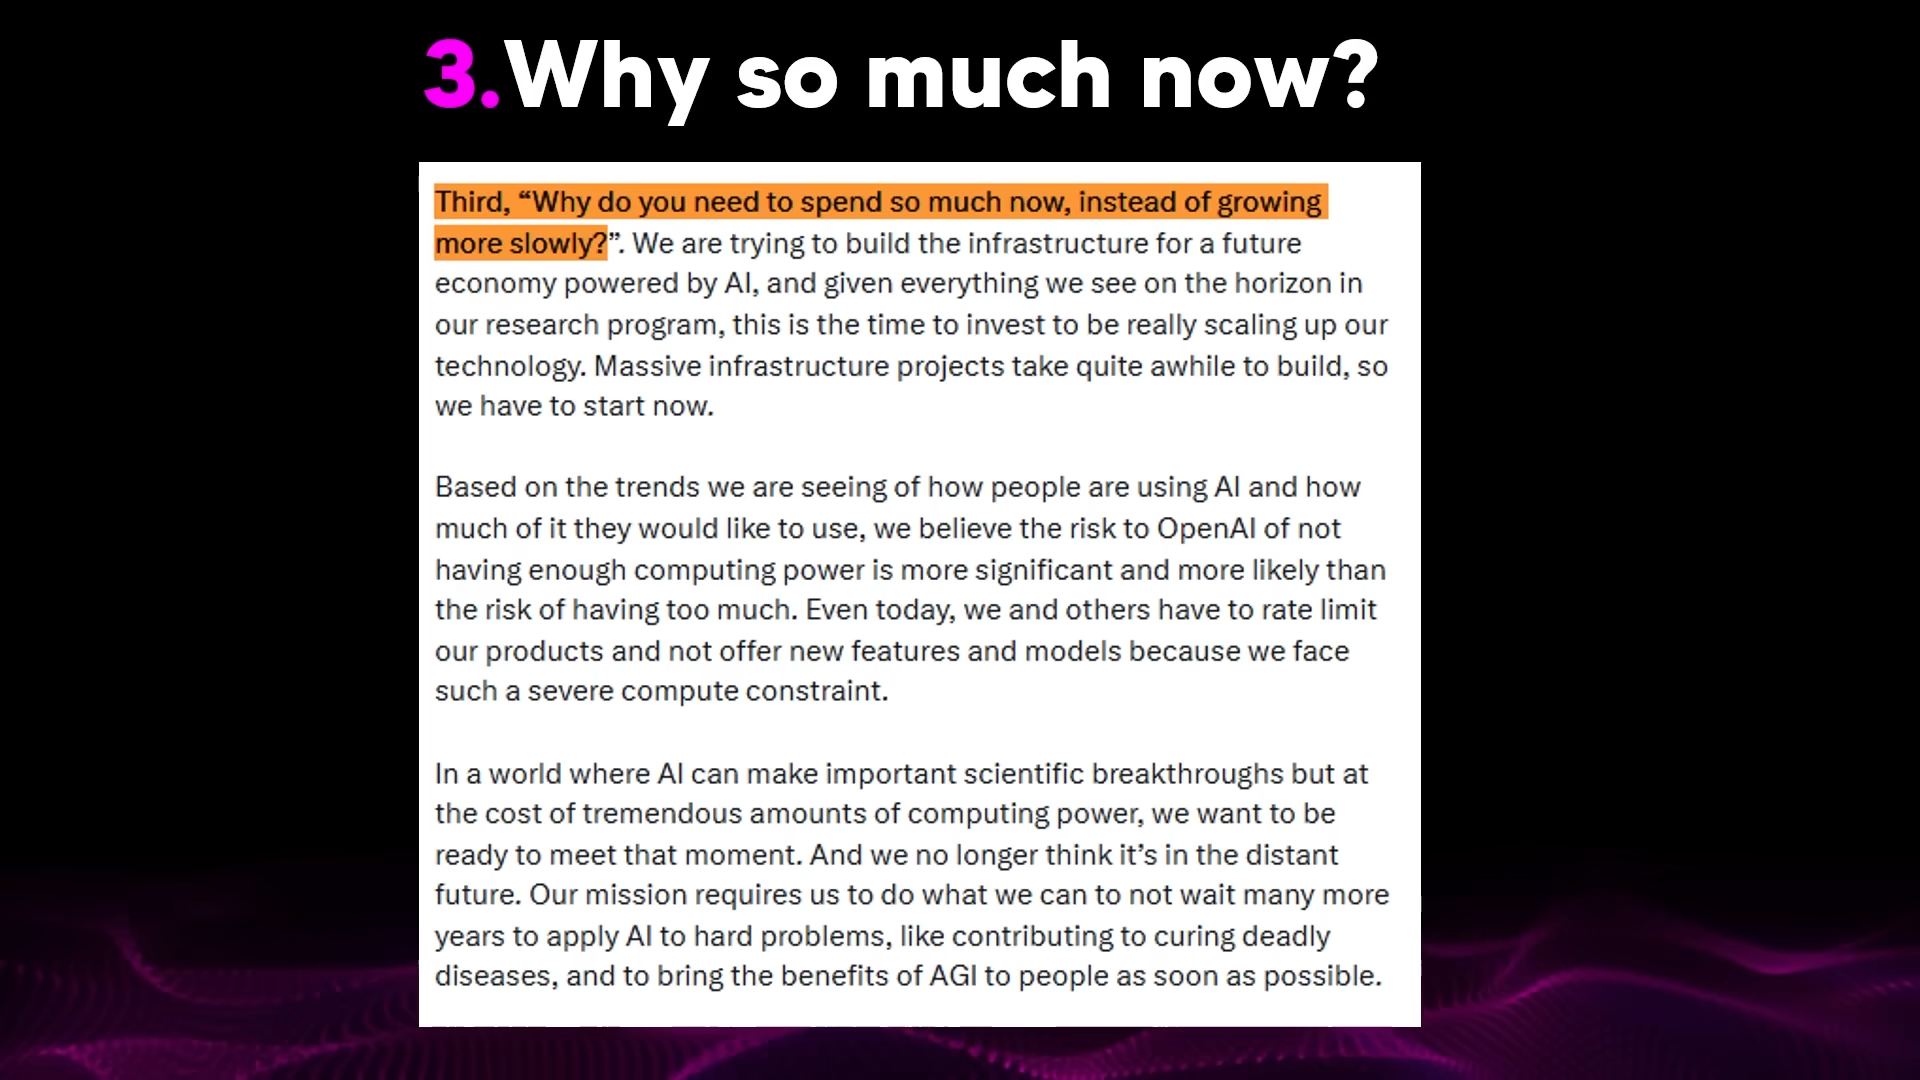 3.Why so much now?
Third, “Why do you need to spend so much now, instead of growing
more slowly?”. We are trying to build the infrastructure for a future
economy powered by AI, and given everything we see on the horizon in
our research program, this is the time to invest to be really scaling up our
technology. Massive infrastructure projects take quite awhile to build, so
we have to start now.
Based on the trends we are seeing of how people are using AI and how
much of it they would like to use, we believe the risk to OpenAI of not
having enough computing power is more significant and more likely than
the risk of having too much. Even today, we and others have to rate limit
our products and not offer new features and models because we face
such a severe compute constraint.
In a world where AI can make important scientific breakthroughs but at
the cost of tremendous amounts of computing power, we want to be
ready to meet that moment. And we no longer think it’s in the distant
future. Our mission requires us to do what we can to not wait many more
years to apply AI to hard problems, like contributing to curing deadly
diseases, and to bring the benefits of AGI to people as soon as possible.